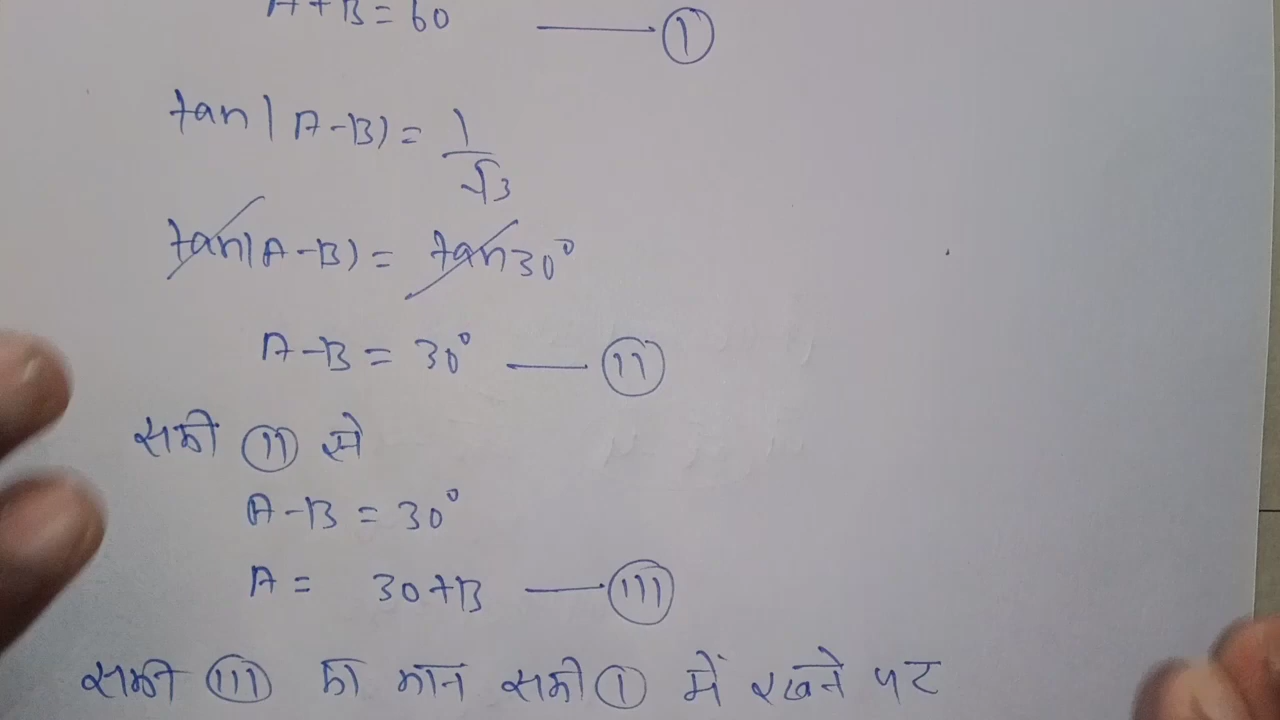 A+B = 60 —— (I)
tan(A-B) = 1/√3
tan(A-B) = tan30°
A-B = 30° —— (II)
समी (II) से
A-B = 30°
A = 30+B —— (III)
समी (III) का मान समी (I) में रखने पर